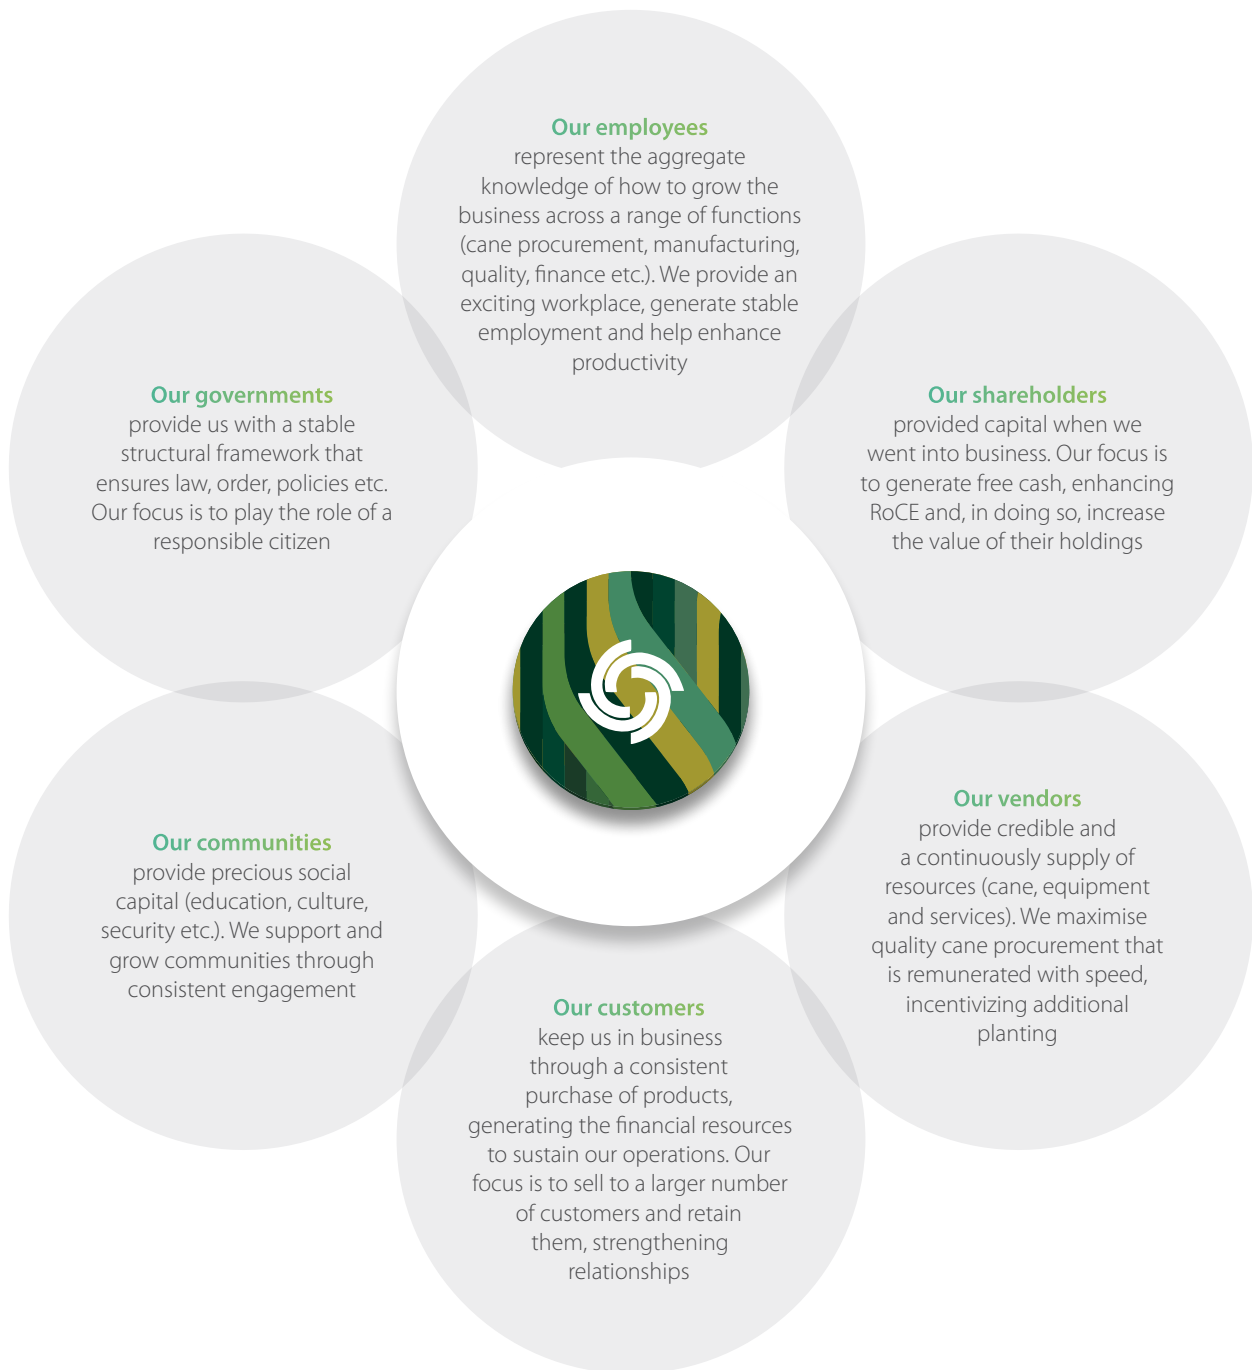 Our employees
represent the aggregate
knowledge of how to grow the
business across a range of functions
(cane procurement, manufacturing,
quality, finance etc.). We provide an
exciting workplace, generate stable
employment and help enhance
productivity
Our governments
provide us with a stable
structural framework that
ensures law, order, policies etc.
Our focus is to play the role of a
responsible citizen
Our shareholders
provided capital when we
went into business. Our focus is
to generate free cash, enhancing
RoCE and, in doing so, increase
the value of their holdings
Our communities
provide precious social
capital (education, culture,
security etc.). We support and
grow communities through
consistent engagement
Our vendors
provide credible and
a continuously supply of
resources (cane, equipment
and services). We maximise
quality cane procurement that
is remunerated with speed,
incentivizing additional
planting
Our customers
keep us in business
through a consistent
purchase of products,
generating the financial resources
to sustain our operations. Our
focus is to sell to a larger number
of customers and retain
them, strengthening
relationships